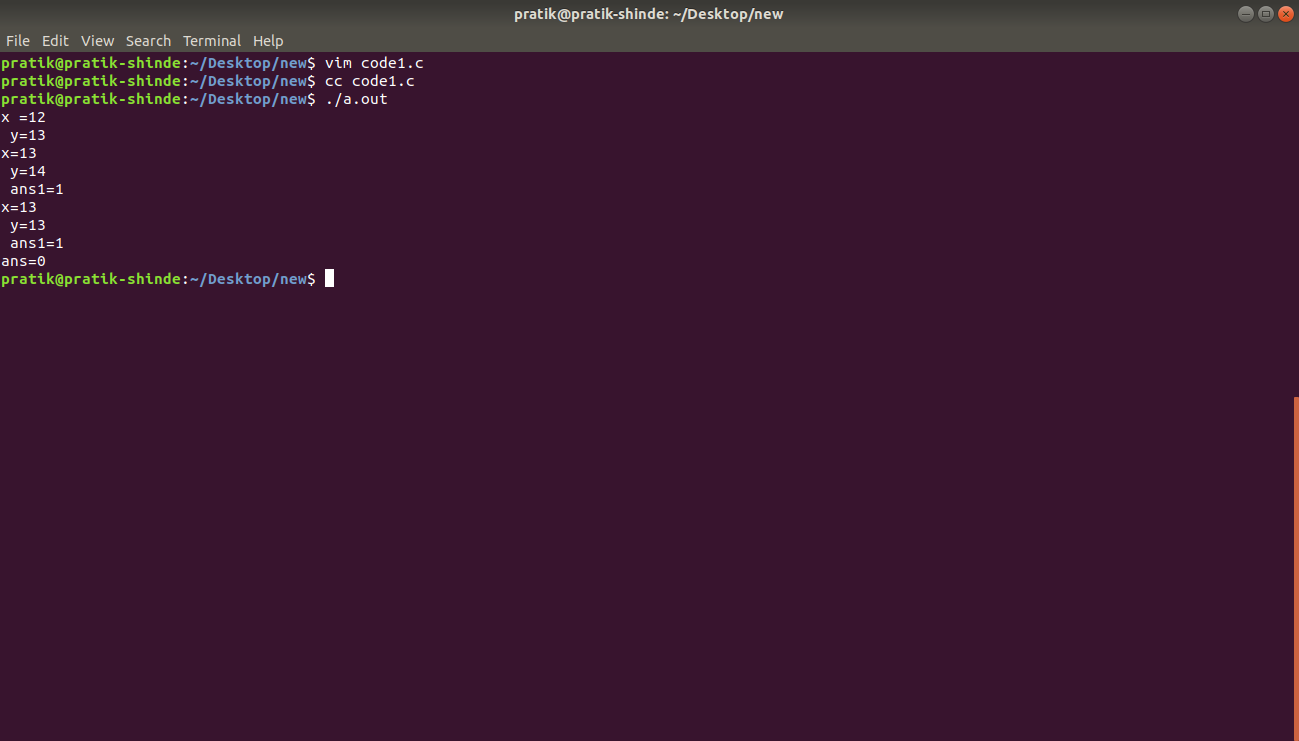 pratik@pratik-shinde: ~/Desktop/new
File Edit View Search Terminal Help
pratik@pratik-shinde:~/Desktop/new$ vim code1.c
pratik@pratik-shinde:~/Desktop/new$ cc code1.c
pratik@pratik-shinde:~/Desktop/new$ ./a.out
x =12
 y=13
x=13
 y=14
 ans1=1
x=13
 y=13
 ans1=1
ans=0
pratik@pratik-shinde:~/Desktop/new$